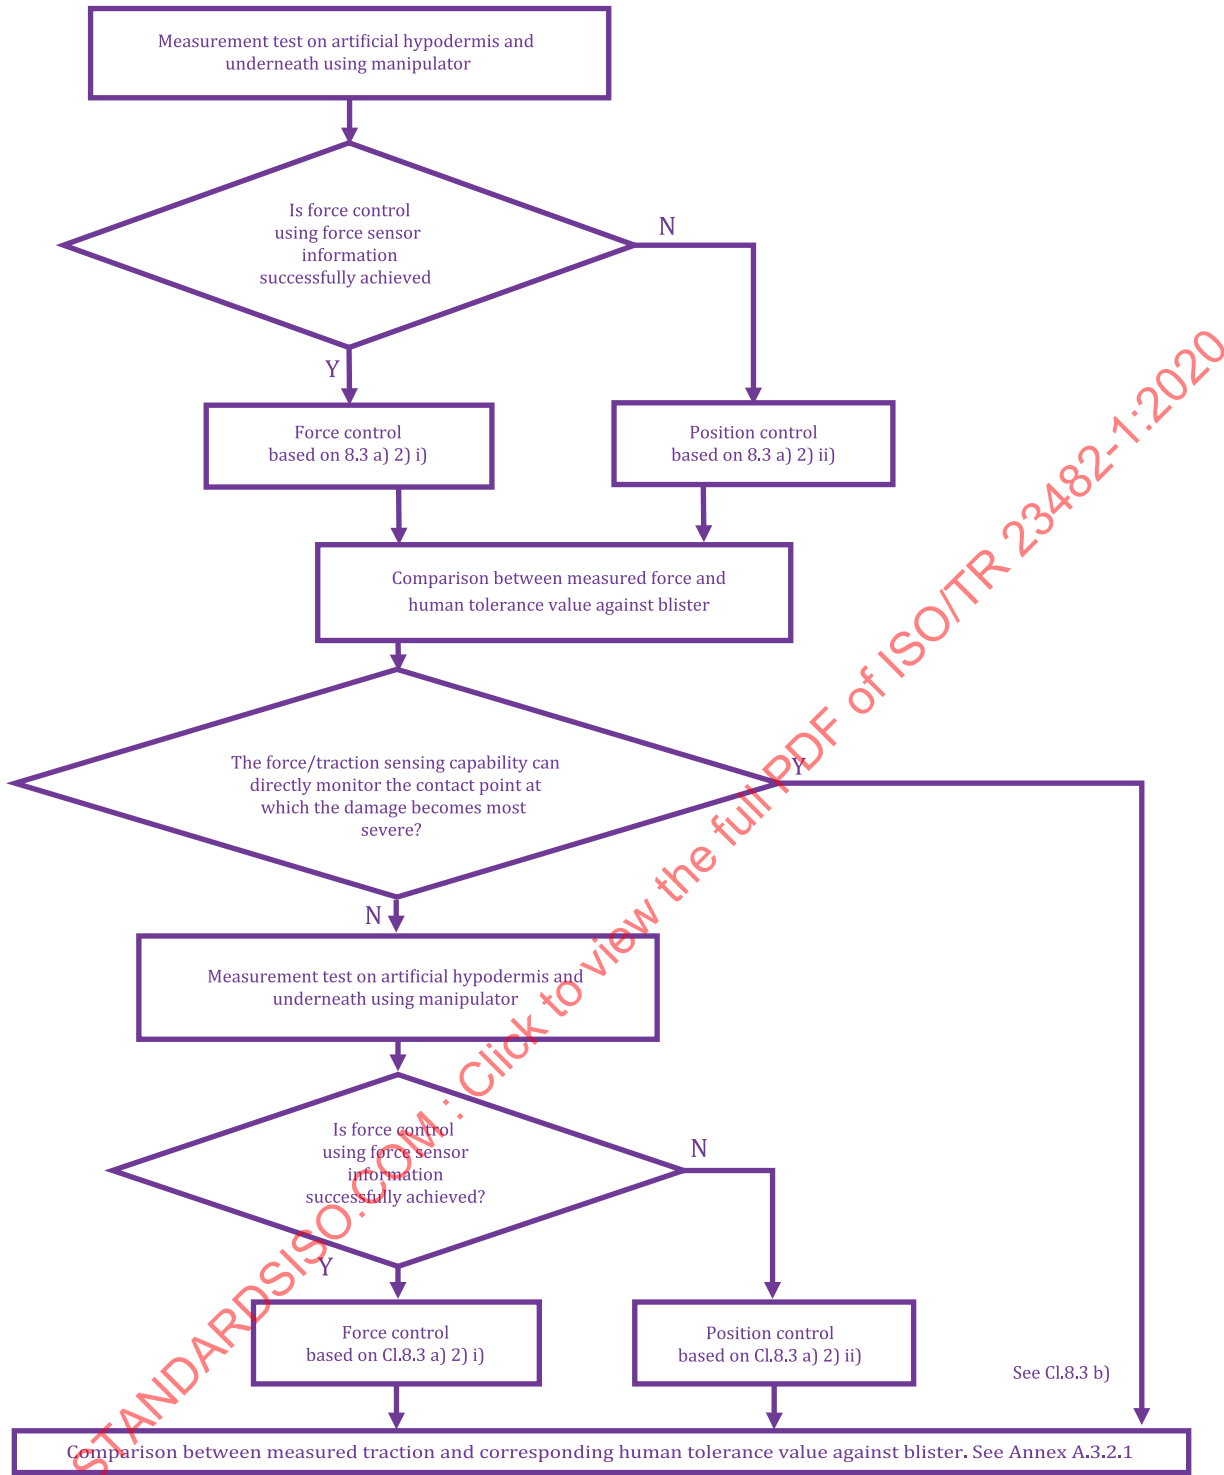 Measurement test on artificial hypodermis and
underneath using manipulator
Is force control
using force sensor
information
successfully achieved
N
Y
Force control
based on 8.3 a) 2) i)
Position control
based on 8.3 a) 2) ii)
Comparison between measured force and
human tolerance value against blister
The force/traction sensing capability can
directly monitor the contact point at
which the damage becomes most
severe?
Y
N
Measurement test on artificial hypodermis and
underneath using manipulator
Is force control
using force sensor
information
successfully achieved?
N
Y
Force control
based on Cl.8.3 a) 2) i)
Position control
based on Cl.8.3 a) 2) ii)
See Cl.8.3 b)
Comparison between measured traction and corresponding human tolerance value against blister. See Annex A.3.2.1
STANDARDSISO.COM : Click to view the full PDF of ISO/TR 23482-1:2020